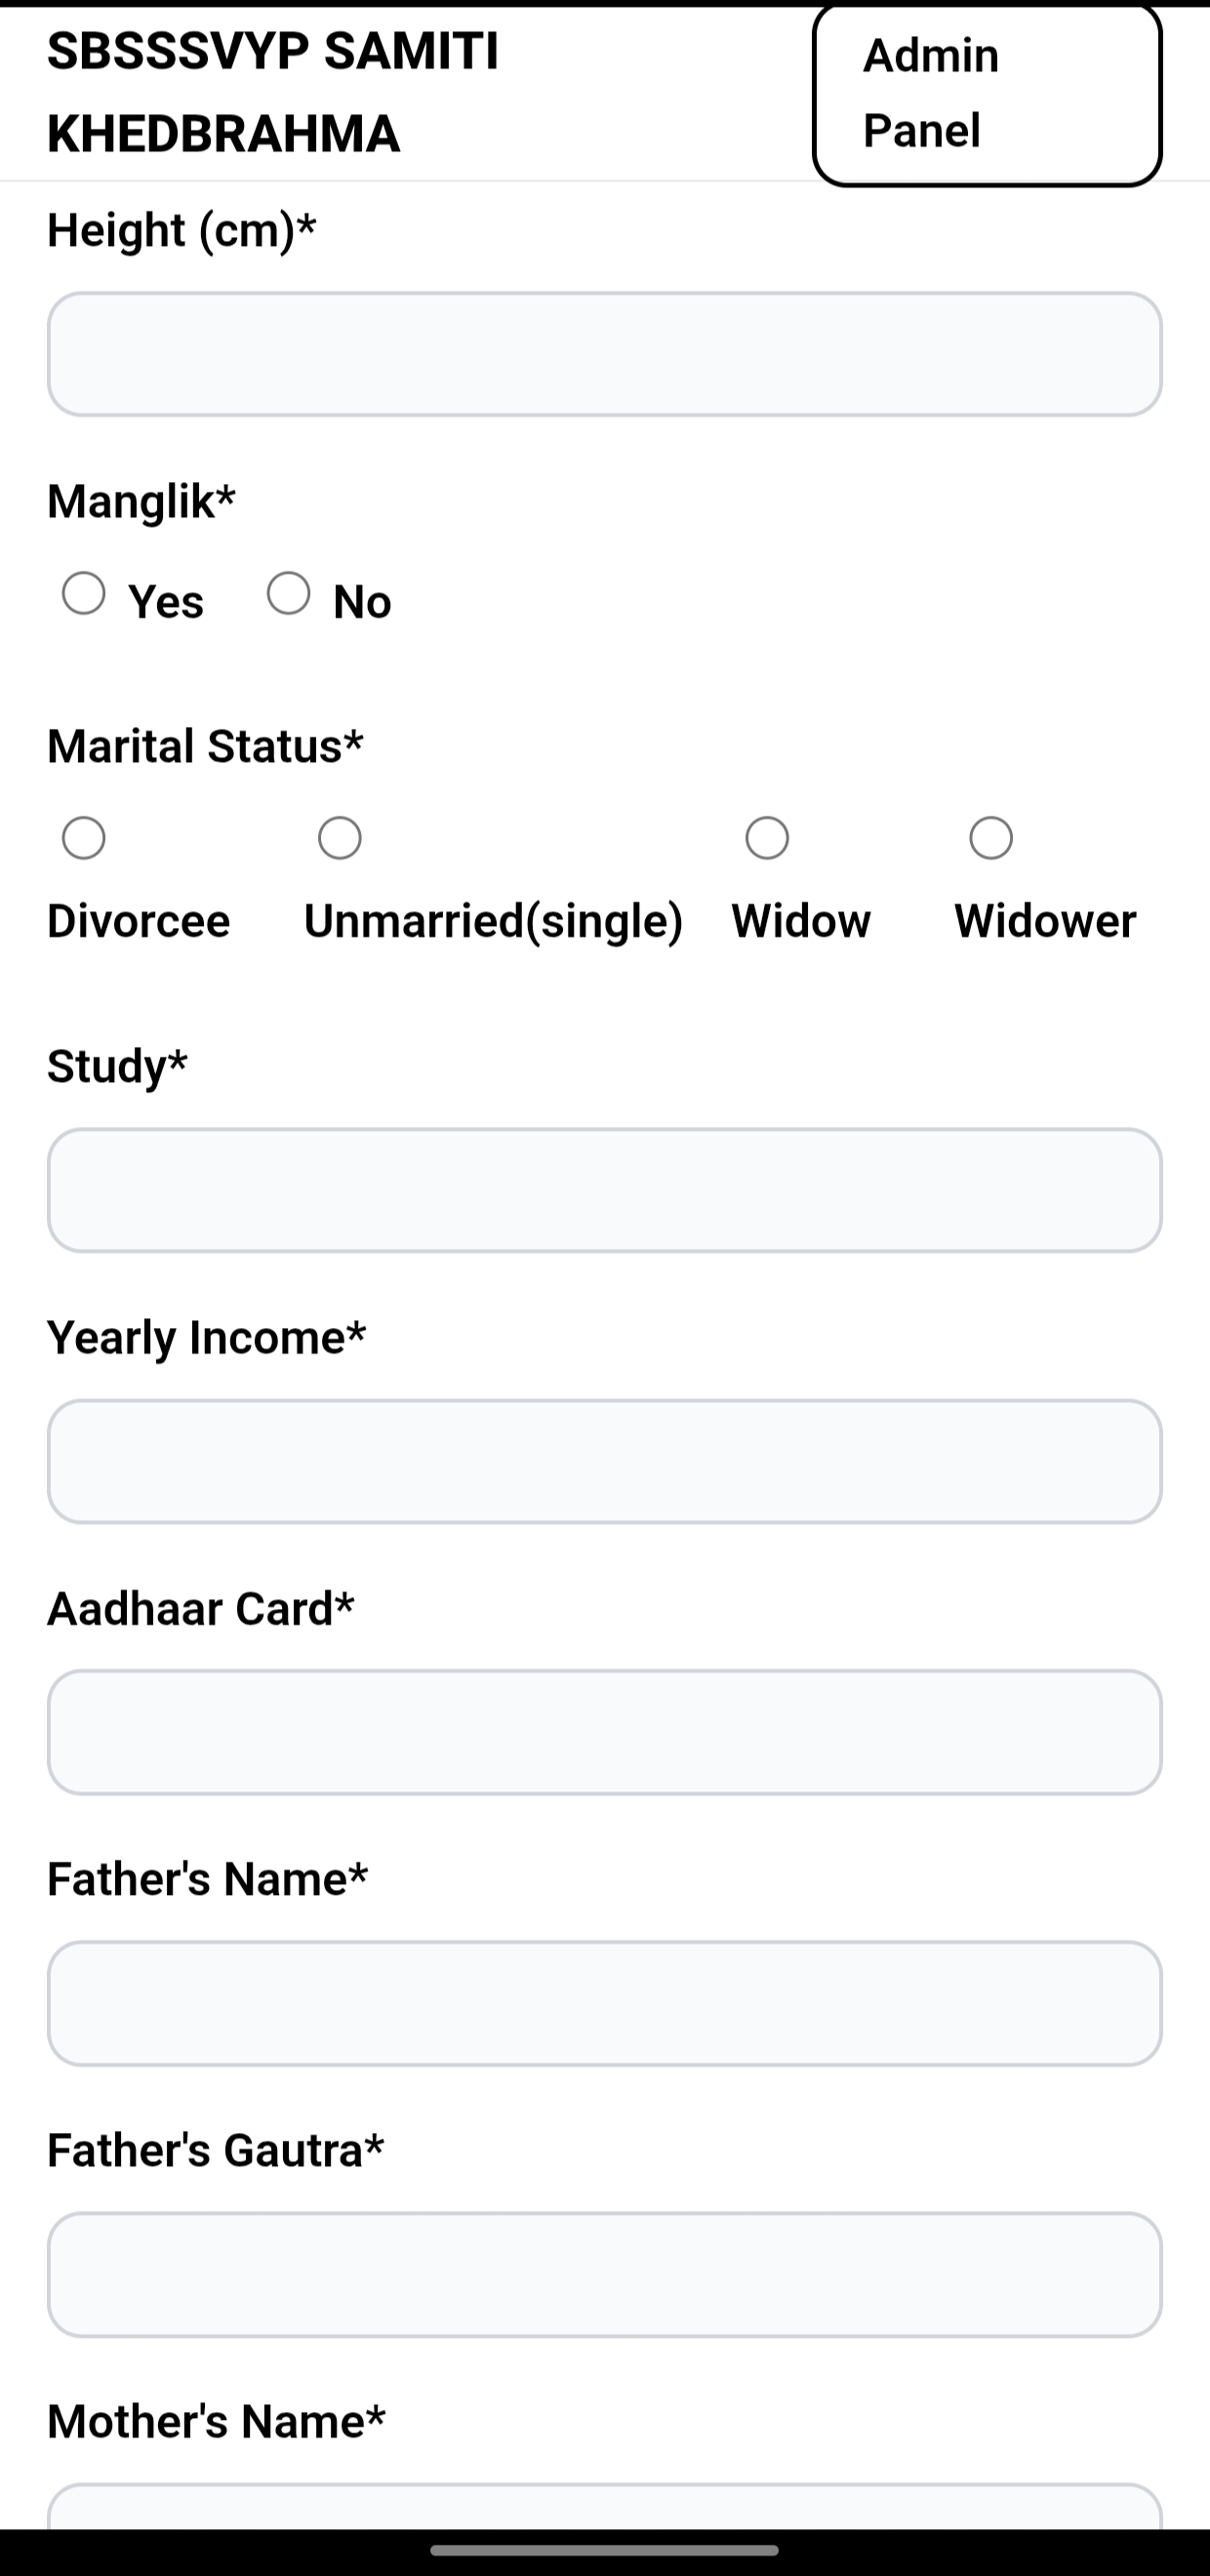 SBSSSVYP SAMITI
KHEDBRAHMA
Admin
Panel
Height (cm)*
Manglik*
Yes No
Marital Status*
Divorcee Unmarried(single) Widow Widower
Study*
Yearly Income*
Aadhaar Card*
Father's Name*
Father's Gautra*
Mother's Name*